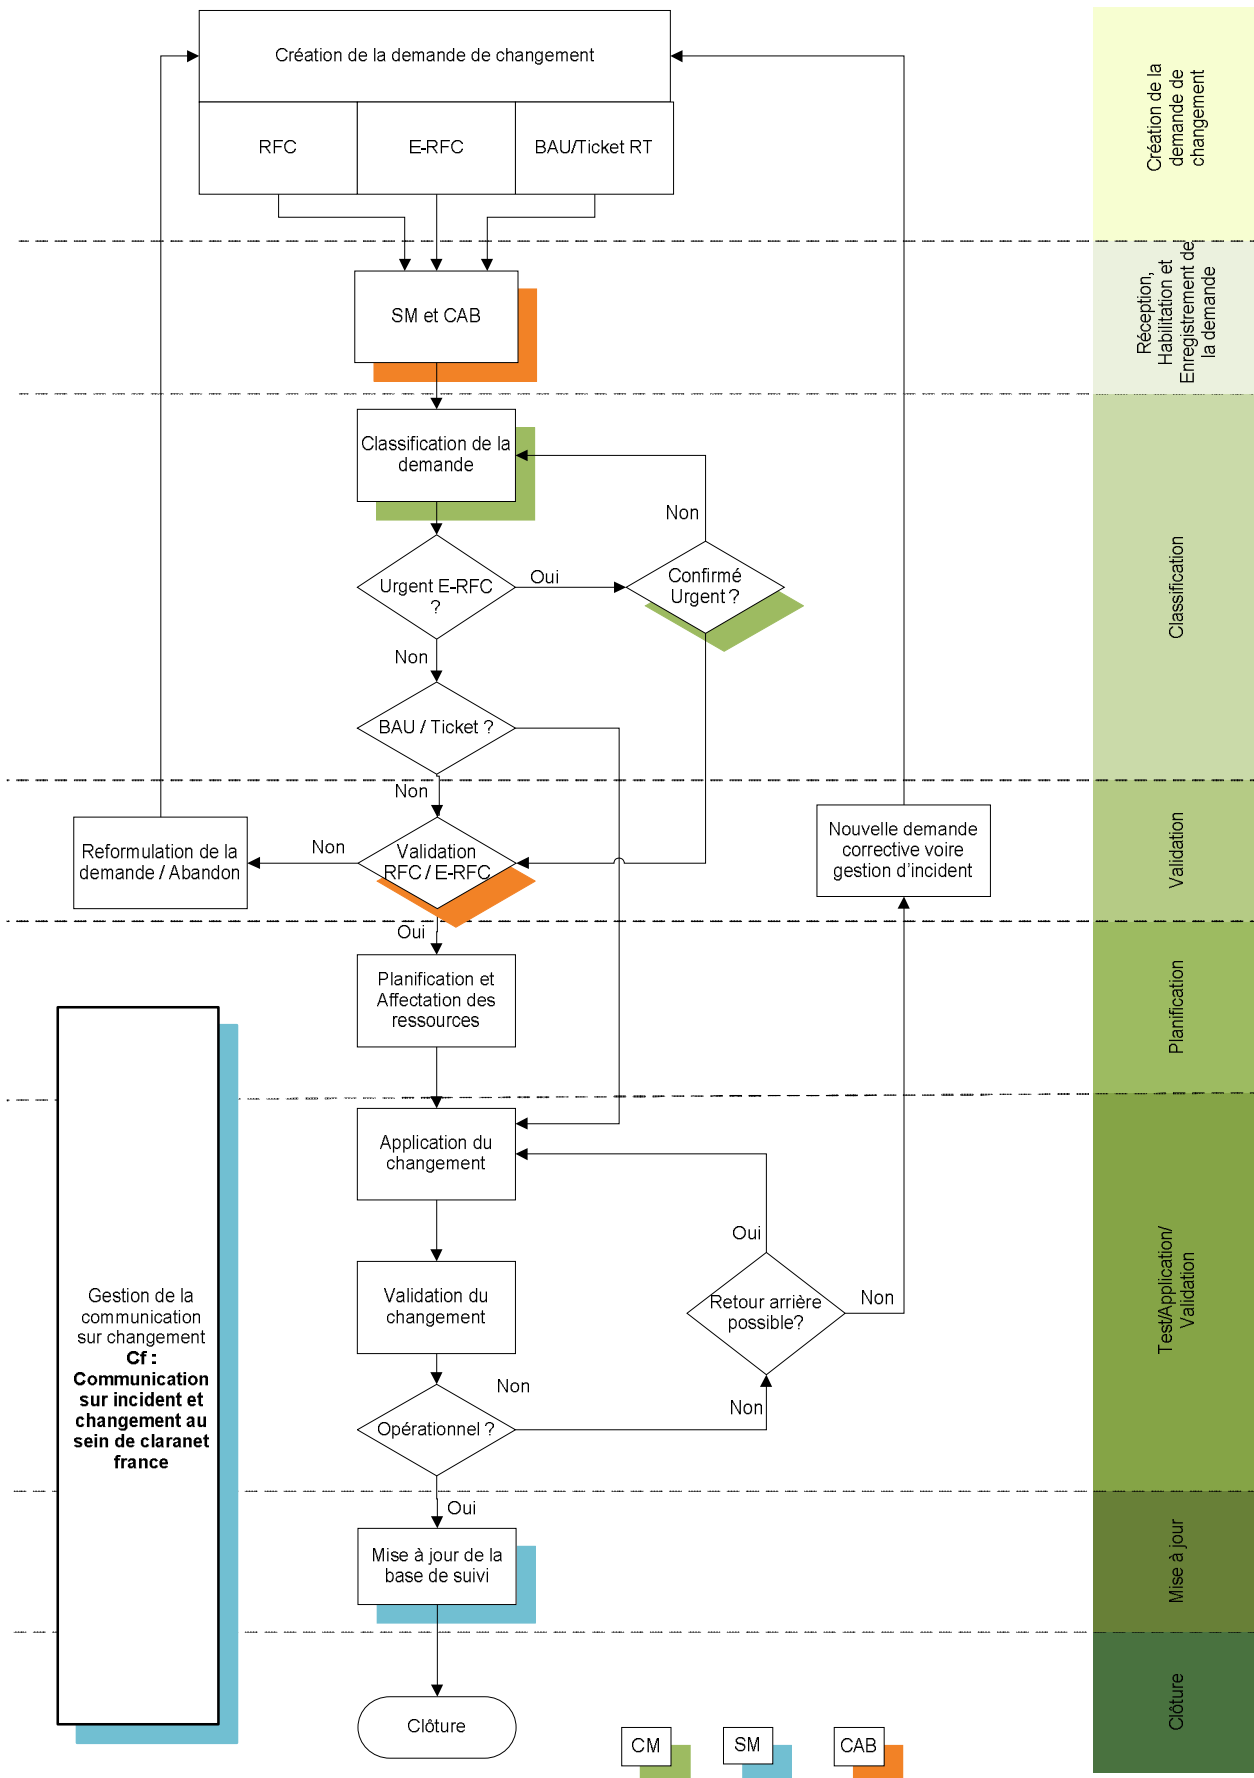 Création de la demande de changement
RFC
E-RFC
BAU/Ticket RT
Création de la
demande de
changement
SM et CAB
Réception,
Habilitation et
Enregistrement de
la demande
Classification de la
demande
Non
Urgent E-RFC
?
Oui
Confirmé
Urgent ?
Non
BAU / Ticket ?
Classification
Non
Reformulation de la
demande / Abandon
Non
Validation
RFC / E-RFC
Nouvelle demande
corrective voire
gestion d'incident
Validation
Oui
Planification et
Affectation des
ressources
Planification
Application du
changement
Oui
Validation du
changement
Retour arrière
possible?
Non
Non
Opérationnel ?
Non
Test/Application/
Validation
Gestion de la
communication
sur changement
Cf :
Communication
sur incident et
changement au
sein de claranet
france
Oui
Mise à jour de la
base de suivi
Mise à jour
Clôture
Clôture
CM
SM
CAB